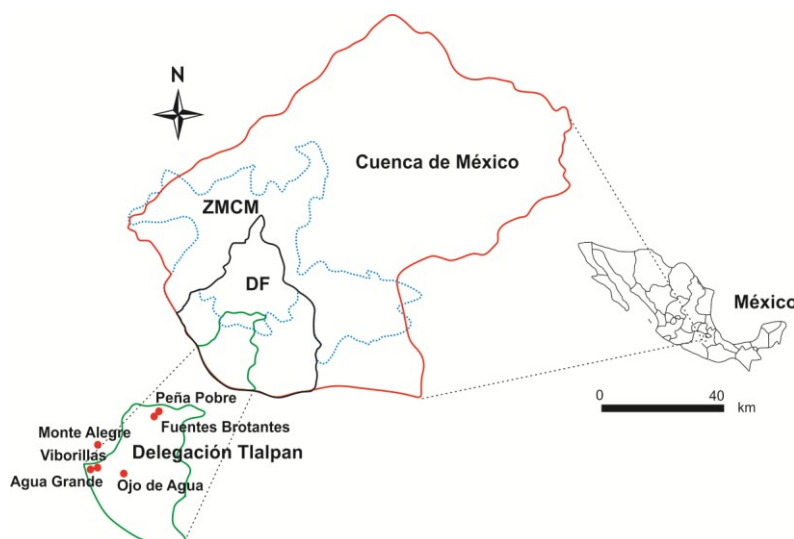 N
Cuenca de México
ZMCM
DF
México
0 40
km
Peña Pobre
Fuentes Brotantes
Monte Alegre
Delegación Tlalpan
Viborillas
Agua Grande
Ojo de Agua